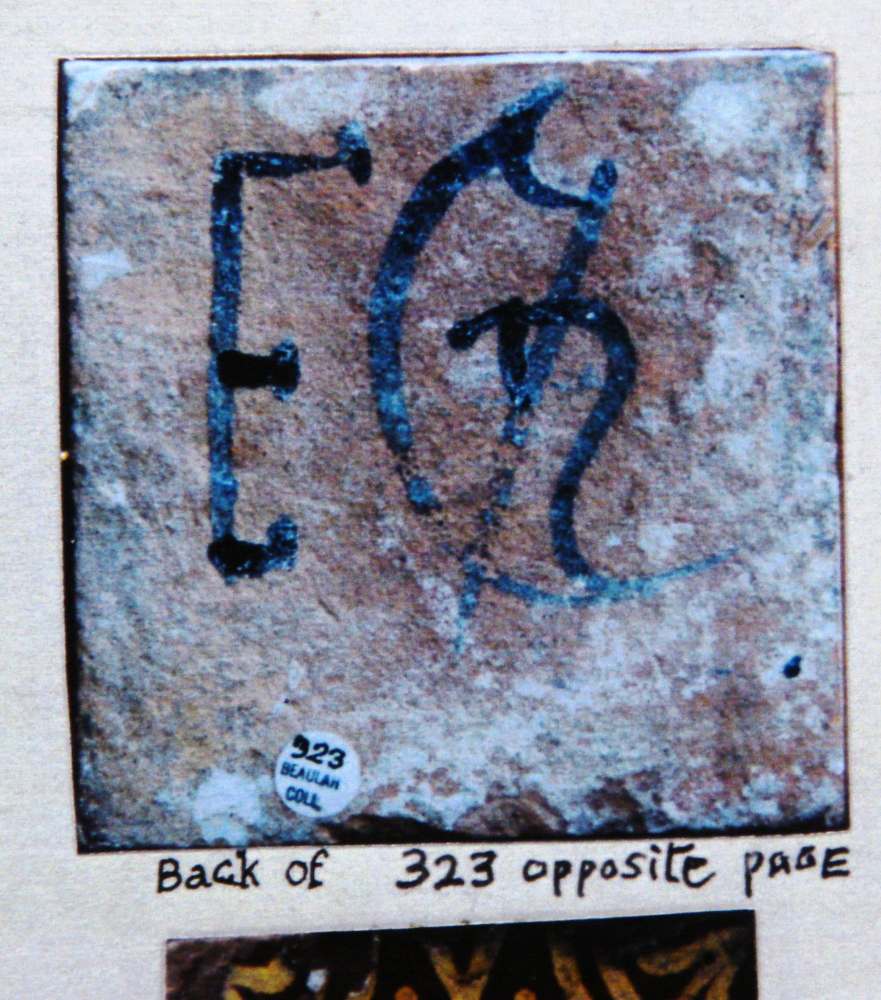 E
323
BEAULAH
COLL
Back of 323 opposite PAGE